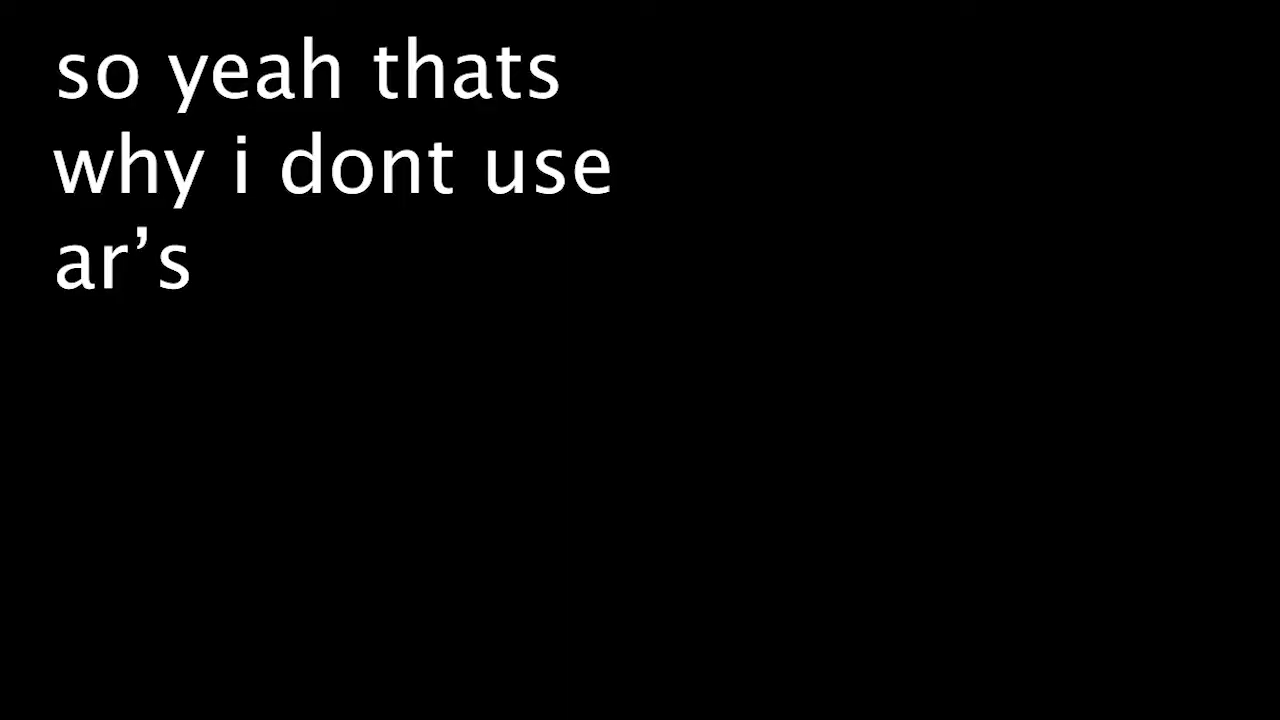 so yeah thats
why i dont use
ar’s